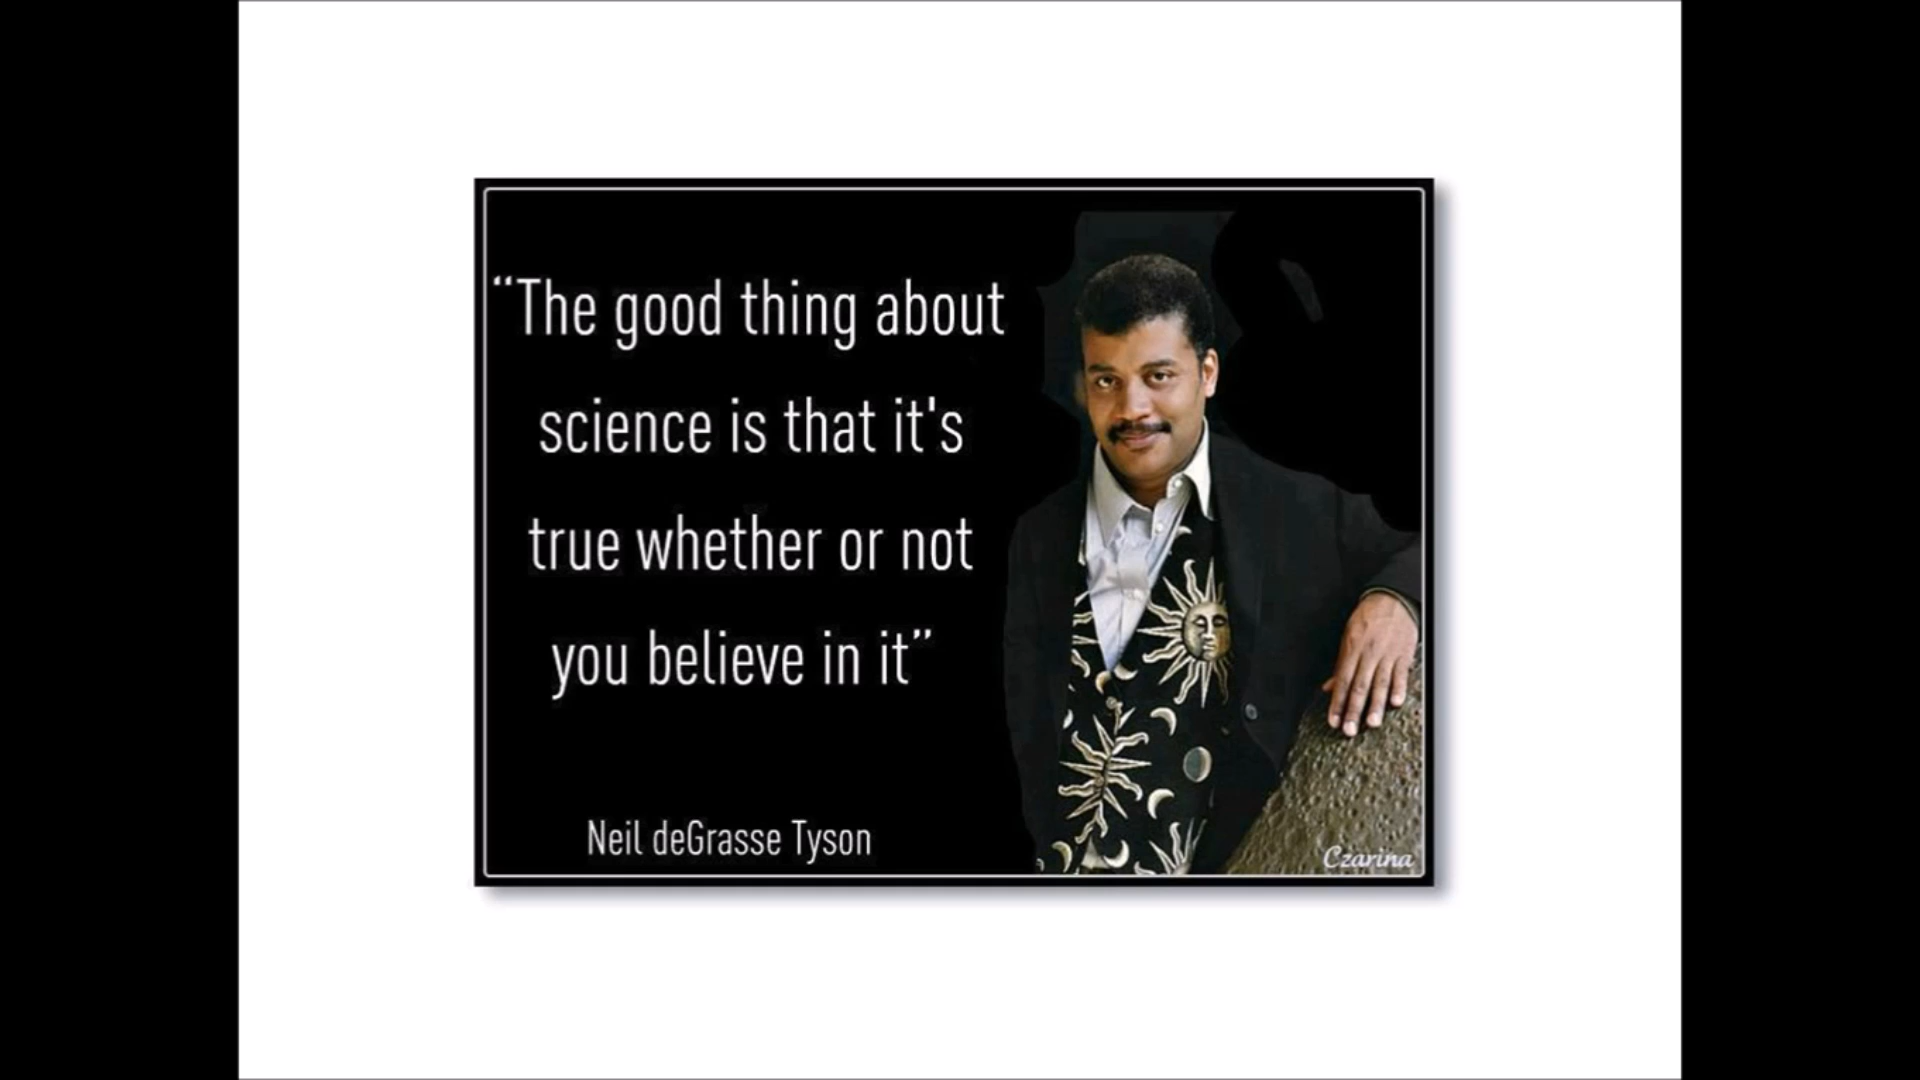 “The good thing about
science is that it's
true whether or not
you believe in it”
Neil deGrasse Tyson
Czarina